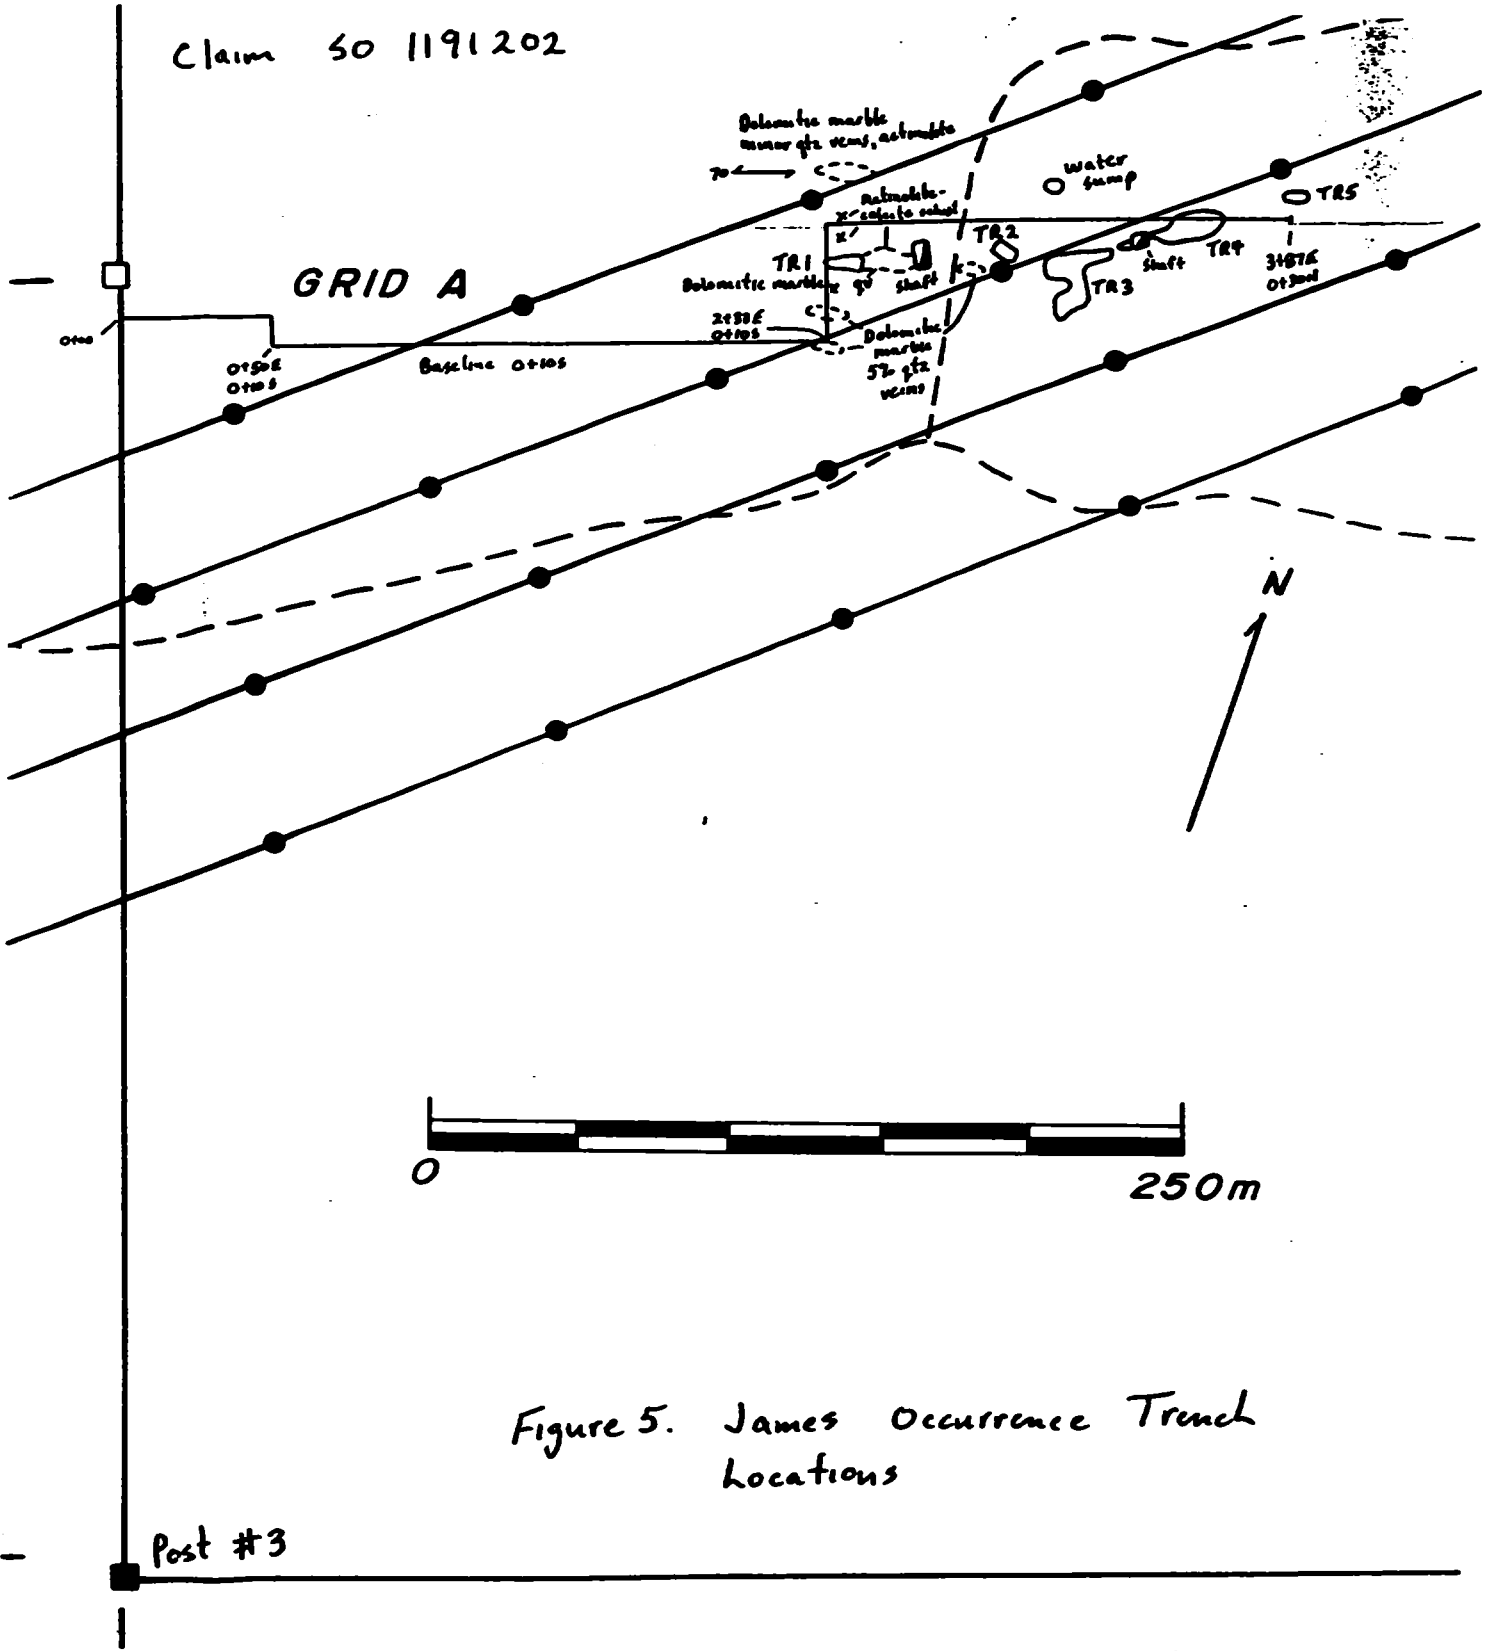 Claim SO 1191202
Dolomitic marble
minor qtz veins, actinolite
70
water
sump
TR5
Actinolite-
calcite schist
x
x
TR2
TR1
TR4
shaft
GRID A
Dolomitic marble
x
qv
shaft
x
TR3
3+87E
0+30N
0+00
2+38E
0+10S
Dolomitic
marble
5% qtz
veins
0+50E
0+10S
Baseline 0+10S
N
0
250m
Figure 5. James Occurrence Trench
Locations
Post #3